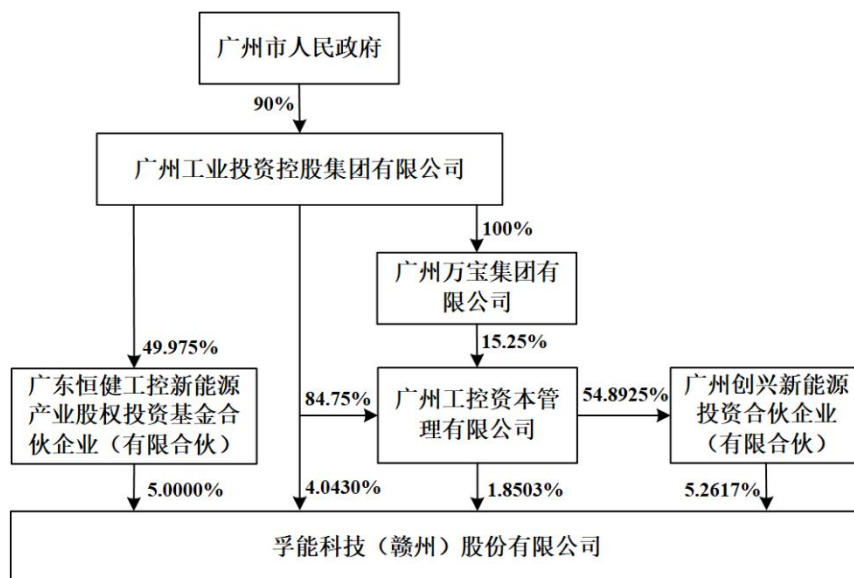 广州市人民政府
90%
广州工业投资控股集团有限公司
100%
广州万宝集团有
限公司
49.975%
15.25%
广东恒健工控新能源
产业股权投资基金合
伙企业（有限合伙）
84.75%
广州工控资本管
理有限公司
54.8925%
广州创兴新能源
投资合伙企业
（有限合伙）
5.0000%
4.0430%
1.8503%
5.2617%
孚能科技（赣州）股份有限公司